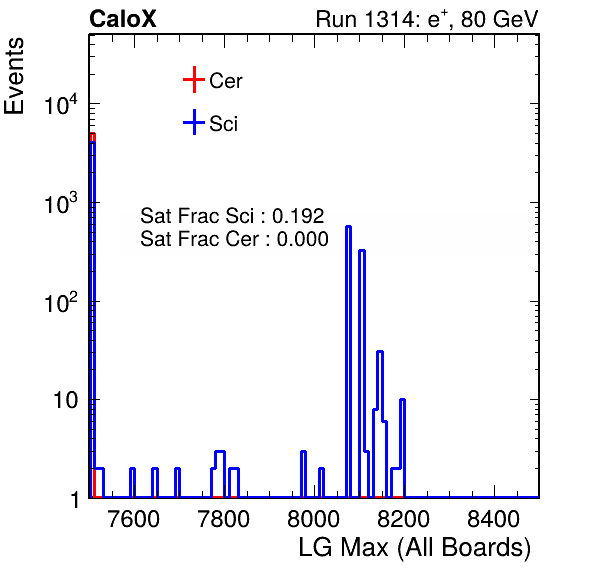 CaloX Run 1314: e⁺, 80 GeV
Events
Cer
Sci
Sat Frac Sci : 0.192
Sat Frac Cer : 0.000
10⁴
10³
10²
10
1
7600 7800 8000 8200 8400
LG Max (All Boards)